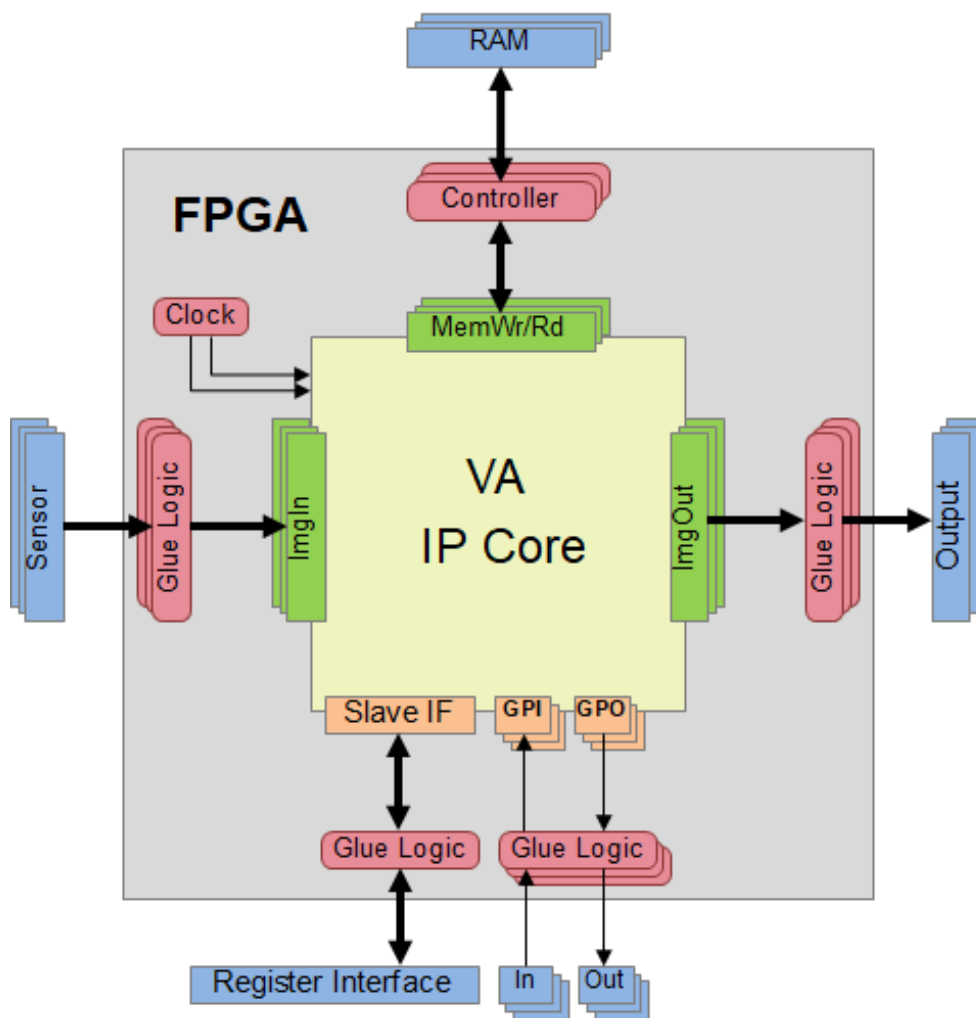 RAM
Controller
FPGA
Clock
MemWr/Rd
Sensor
Glue Logic
ImgIn
VA
IP Core
ImgOut
Glue Logic
Output
Slave IF
GPI
GPO
Glue Logic
Glue Logic
Register Interface
In
Out